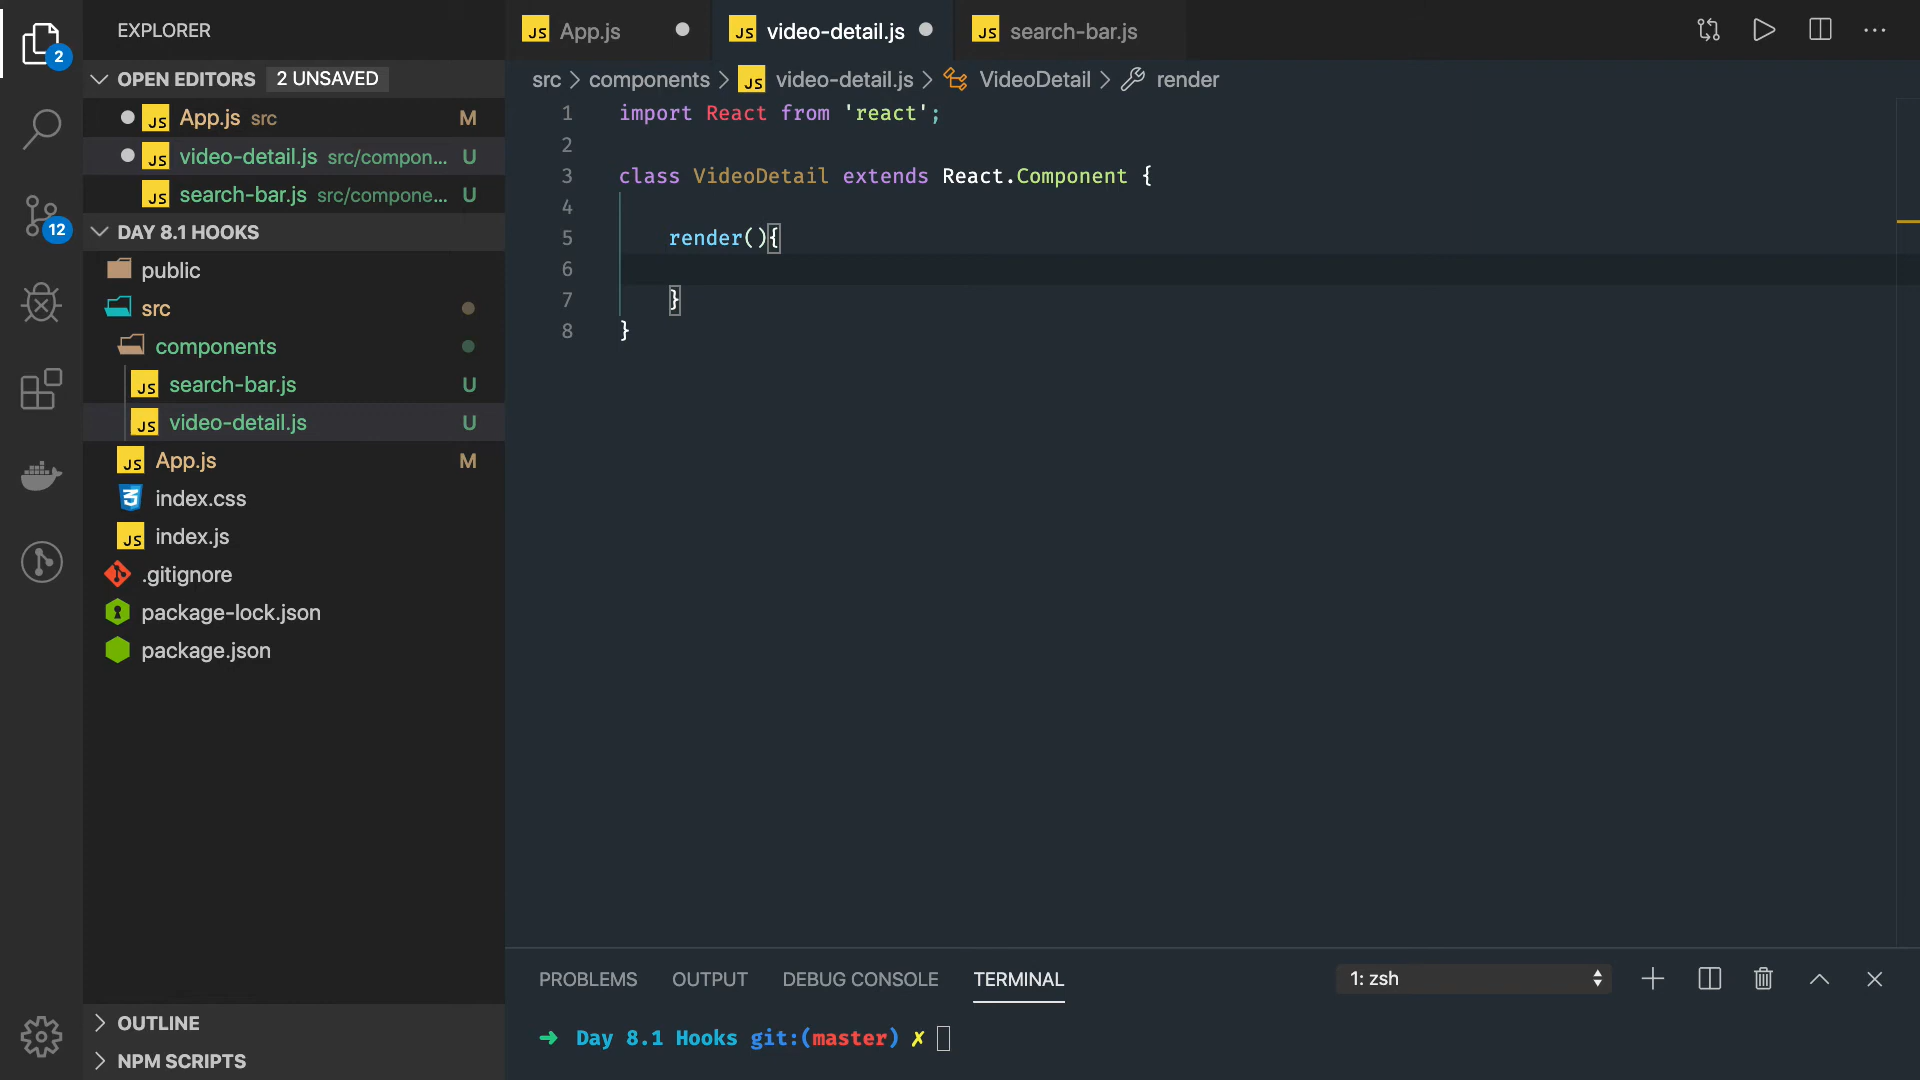 EXPLORER
OPEN EDITORS 2 UNSAVED
JS App.js src M
JS video-detail.js src/compon... U
JS search-bar.js src/compone... U
DAY 8.1 HOOKS
public
src
components
JS search-bar.js U
JS video-detail.js U
JS App.js M
index.css
JS index.js
.gitignore
package-lock.json
package.json
OUTLINE
NPM SCRIPTS
2
12
JS App.js
JS video-detail.js
JS search-bar.js
src > components > JS video-detail.js > VideoDetail > render
1 import React from 'react';
2
3 class VideoDetail extends React.Component {
4
5 render(){
6
7 }
8 }
PROBLEMS OUTPUT DEBUG CONSOLE TERMINAL 1: zsh
➜ Day 8.1 Hooks git:(master) ✗